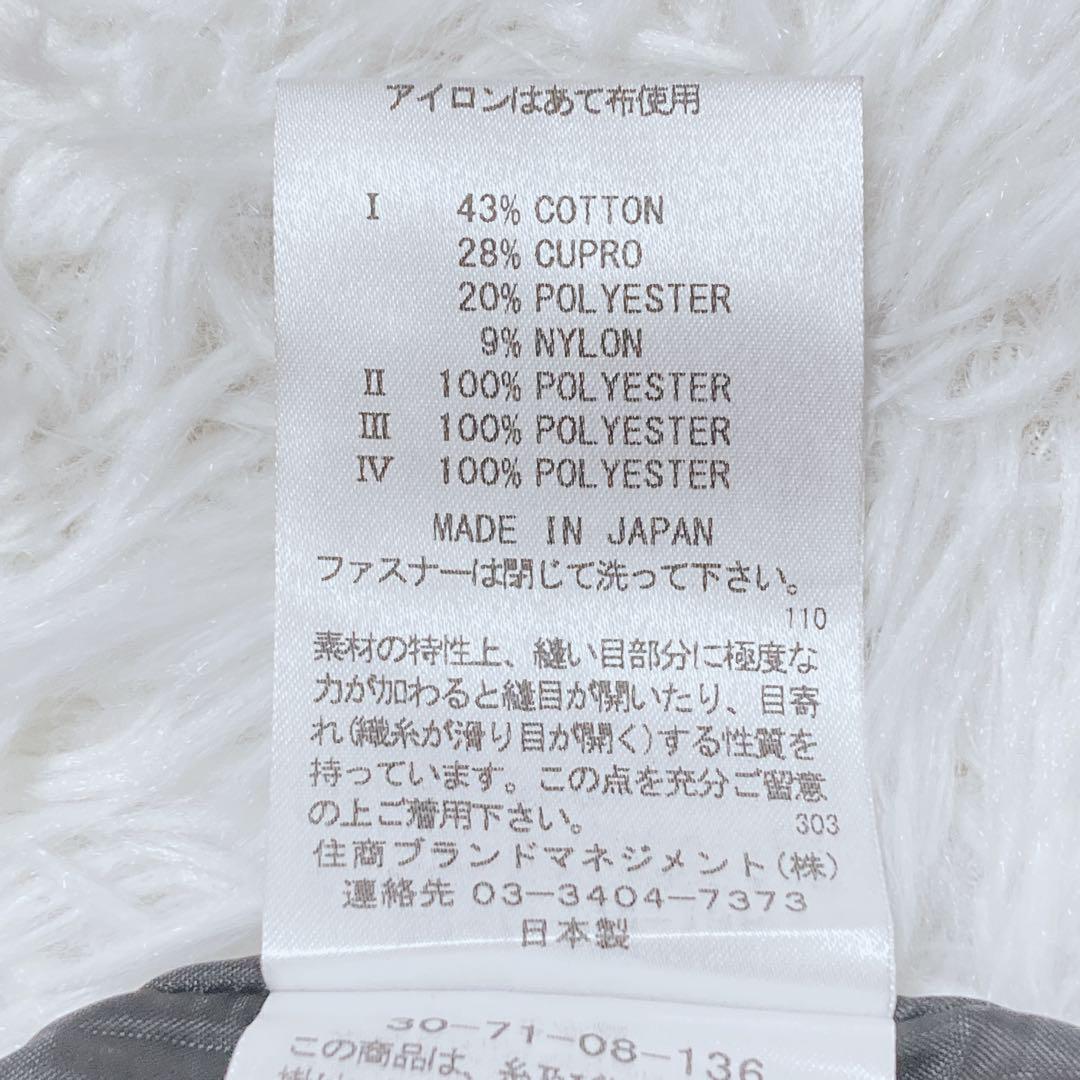 アイロンはあて布使用
Ⅰ 43% COTTON
28% CUPRO
20% POLYESTER
9% NYLON
Ⅱ 100% POLYESTER
Ⅲ 100% POLYESTER
Ⅳ 100% POLYESTER
MADE IN JAPAN
ファスナーは閉じて洗って下さい。
110
素材の特性上、縫い目部分に極度な
力が加わると縫目が開いたり、目寄
れ(織糸が滑り目が開く)する性質を
持っています。この点を充分ご留意
の上ご着用下さい。
303
住商ブランドマネジメント(株)
連絡先 03-3404-7373
日本製
30-71-08-136
この商品は、糸及び